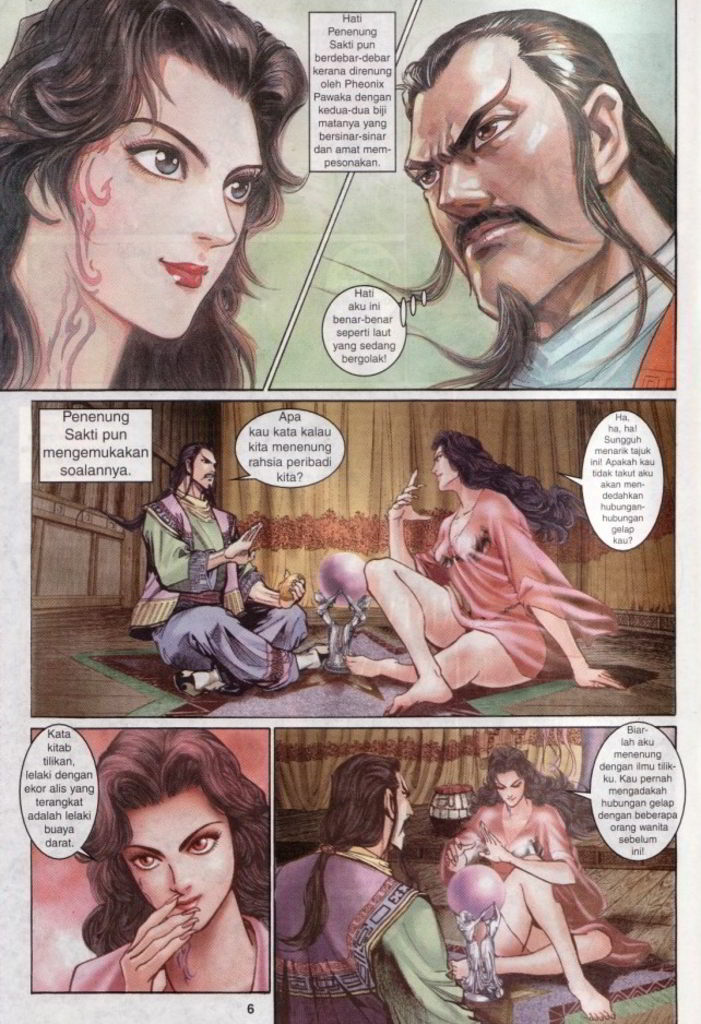 Hati
Penenung
Sakti pun
berdebar-debar
kerana direnung
oleh Pheonix
Pawaka dengan
kedua-dua biji
matanya yang
bersinar-sinar
dan amat mem-
pesonakan.
Hati
aku ini
benar-benar
seperti laut
yang sedang
bergolak!
Penenung
Sakti pun
mengemukakan
soalannya.
Apa
kau kata kalau
kita menenung
rahsia peribadi
kita?
Ha,
ha, ha!
Sungguh
menarik tajuk
ini! Apakah kau
tidak takut aku
akan men-
dedahkan
hubungan-
hubungan
gelap
kau?
Kata
kitab
tilikan,
lelaki dengan
ekor alis yang
terangkat
adalah lelaki
buaya
darat.
Biar-
lah aku
menenung
dengan ilmu tilik-
ku. Kau pernah
mengadakah
hubungan gelap
dengan beberapa
orang wanita
sebelum
ini!
6